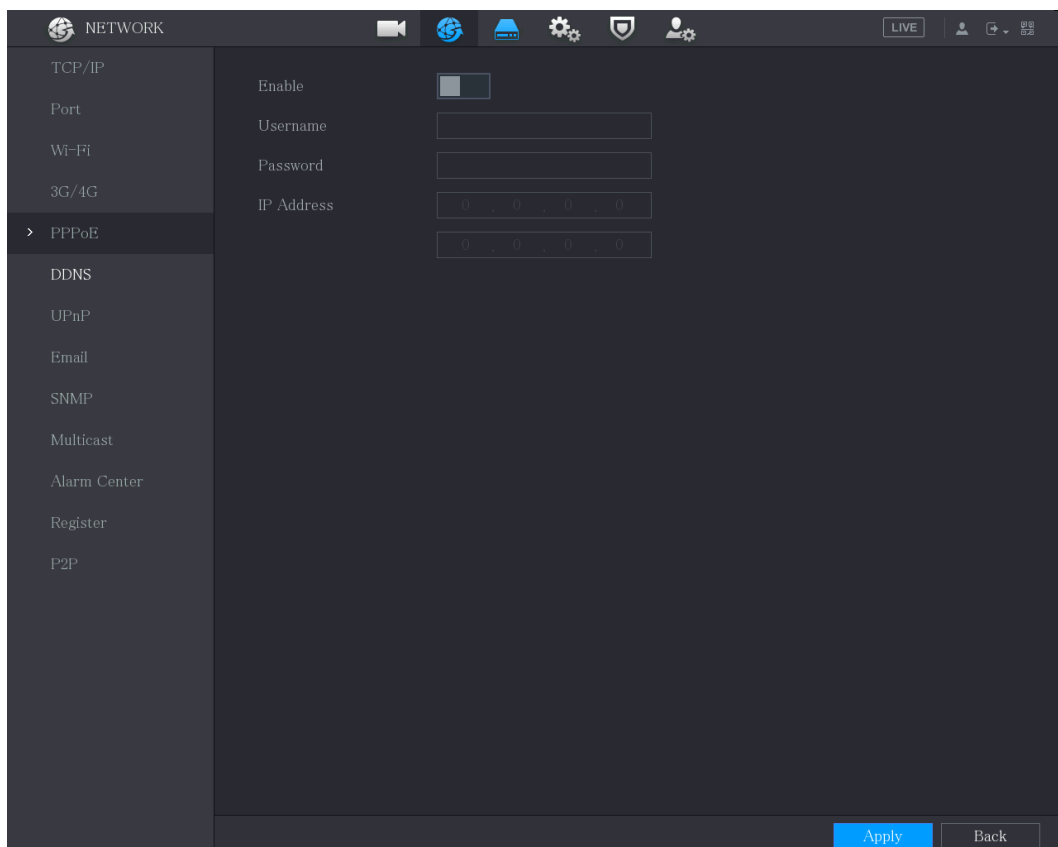 NETWORK
LIVE
TCP/IP
Port
Wi-Fi
3G/4G
PPPoE
DDNS
UPnP
Email
SNMP
Multicast
Alarm Center
Register
P2P
Enable
Username
Password
IP Address
0 . 0 . 0 . 0
0 . 0 . 0 . 0
Apply
Back